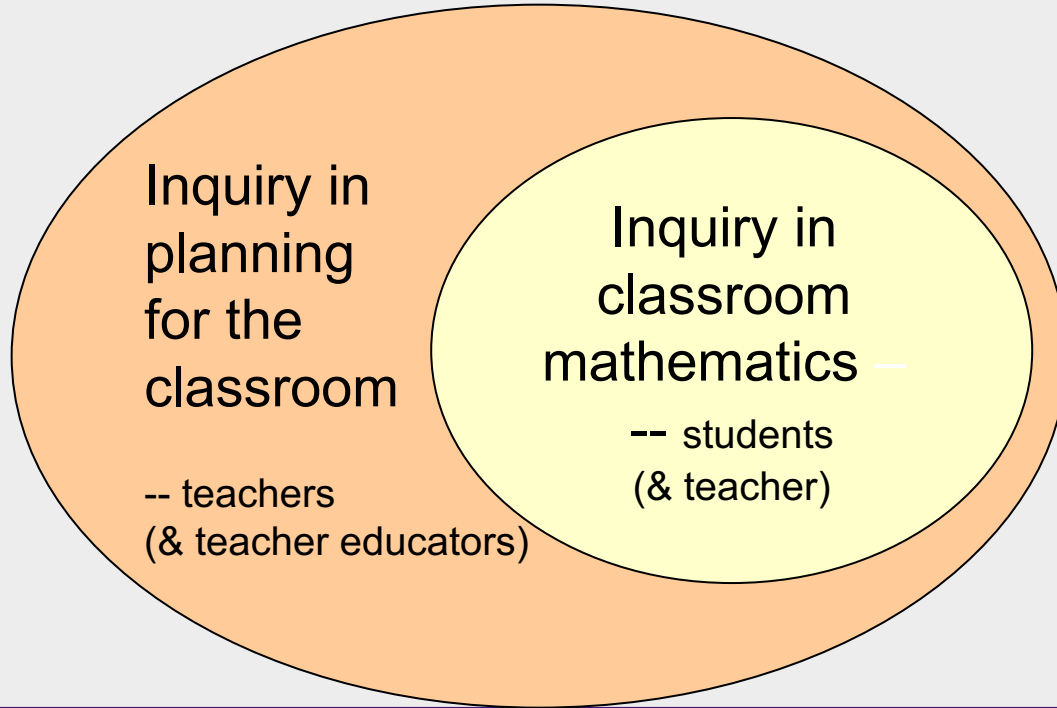 Inquiry in
planning
for the
classroom
-- teachers
(& teacher educators)
Inquiry in
classroom
mathematics –
-- students
(& teacher)